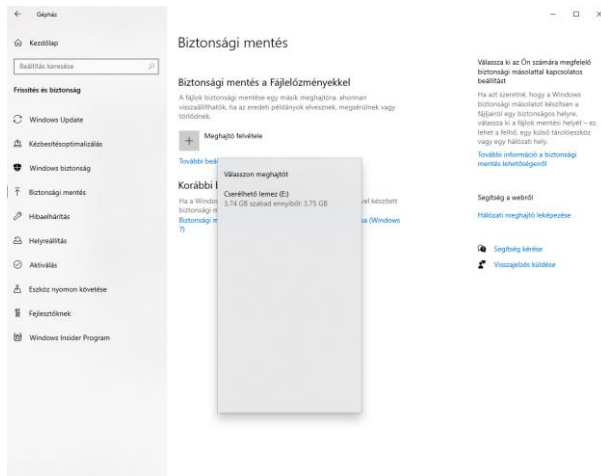 Gépház
Kezdőlap
Beállítás keresése
Frissítés és biztonság
Windows Update
Kézbesítésoptimalizálás
Windows biztonság
Biztonsági mentés
Hibaelhárítás
Helyreállítás
Aktiválás
Eszköz nyomon követése
Fejlesztőknek
Windows Insider Program
Biztonsági mentés
Biztonsági mentés a Fájlelőzményekkel
A fájlok biztonsági mentése egy másik meghajtóra, ahonnan
visszaállíthatók, ha az eredeti példányok elvesznek, megsérülnek vagy
törlődnek.
Meghajtó felvétele
További beá
Válasszon meghajtót
Cserélhető lemez (E:)
3.74 GB szabad ennyiből: 3.75 GB
Korábbi
Ha a Window
el készített
biztonsági m
Biztonsági m
sa (Windows
7)
Válassza ki az Ön számára megfelelő
biztonsági másolattal kapcsolatos
beállítást
Ha azt szeretné, hogy a Windows
biztonsági másolatot készítsen a
fájljairól egy biztonságos helyre,
válassza ki a fájlok mentési helyét – ez
lehet a felhő, egy külső tárolóeszköz
vagy egy hálózati hely.
További információ a biztonsági
mentés lehetőségeiről
Segítség a webről
Hálózati meghajtó leképezése
Segítség kérése
Visszajelzés küldése